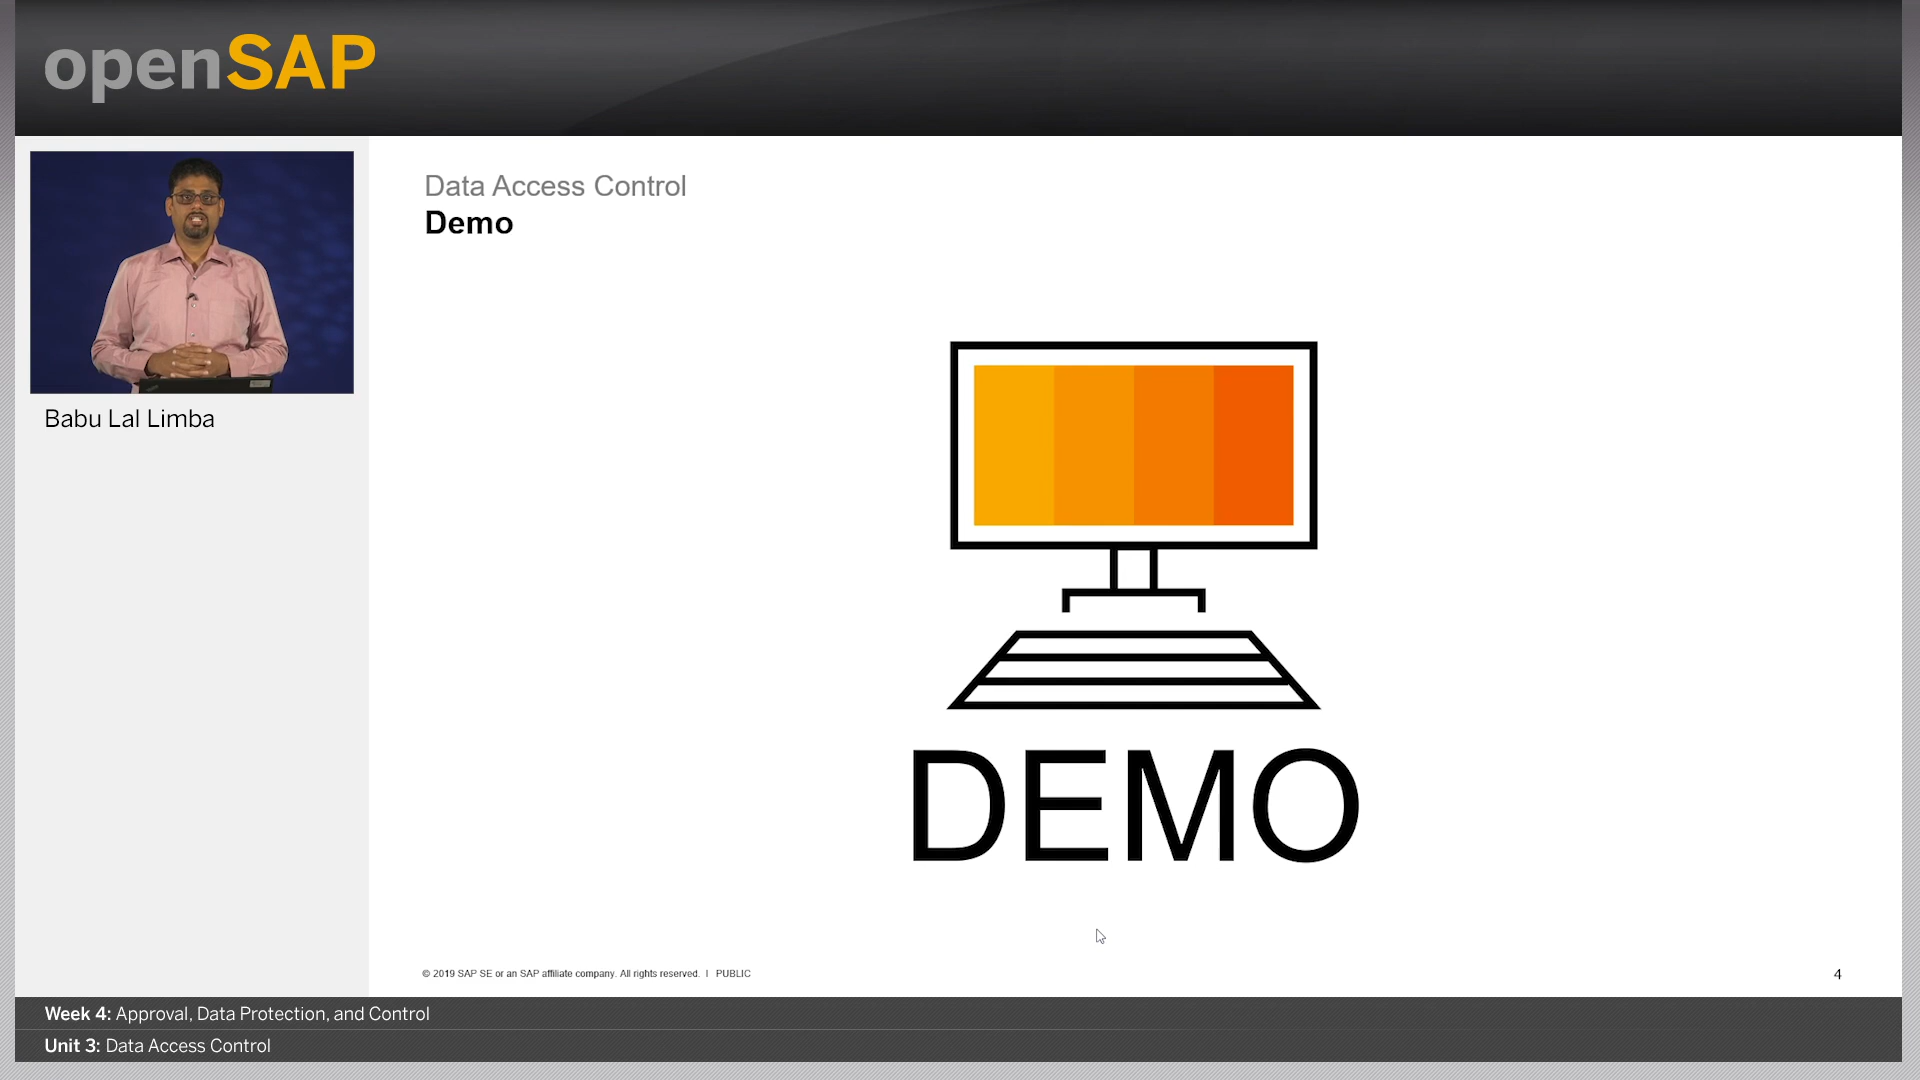 openSAP
Data Access Control
Demo
Babu Lal Limba
DEMO
© 2019 SAP SE or an SAP affiliate company. All rights reserved. I PUBLIC
4
Week 4: Approval, Data Protection, and Control
Unit 3: Data Access Control